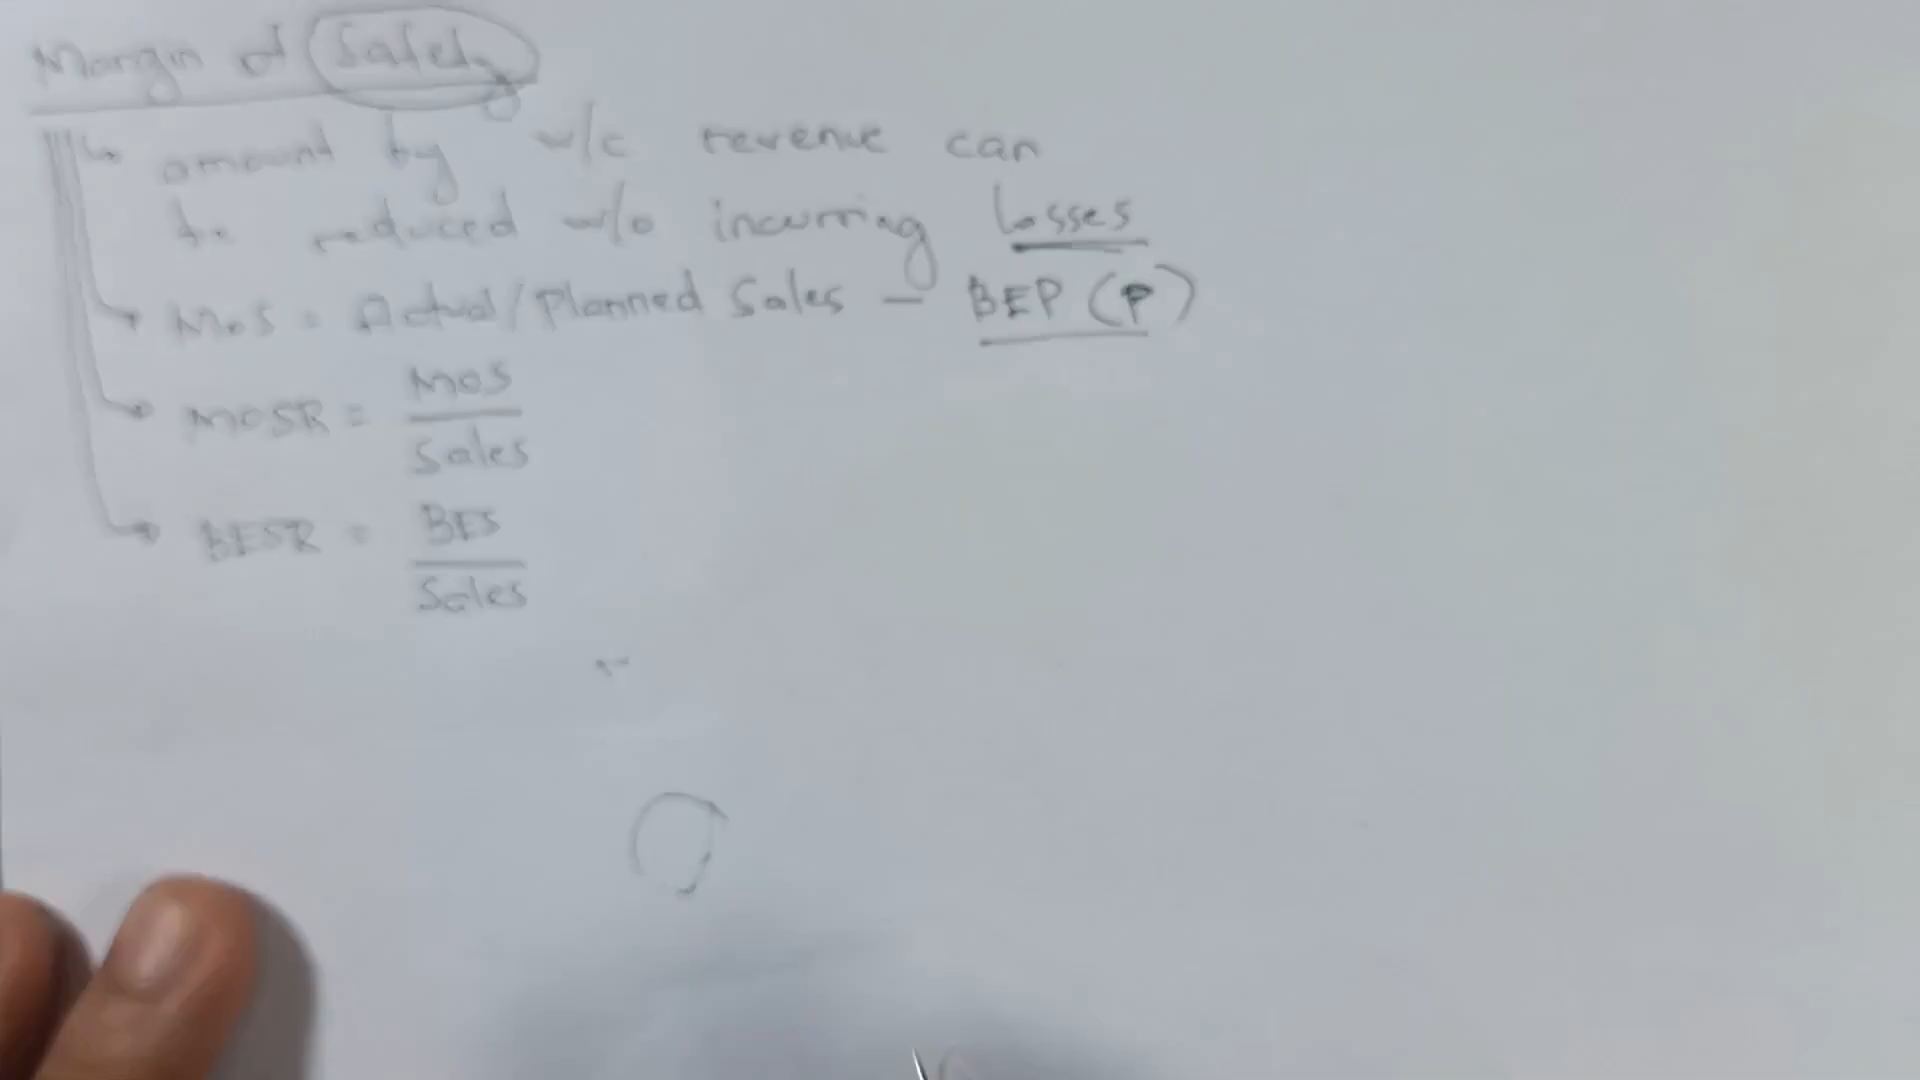 Margin of Safety
amount by w/c revenue can
be reduced w/o incurring losses
MOS = Actual/Planned Sales - BEP (P)
MOSR = MOS / Sales
BESR = BES / Sales